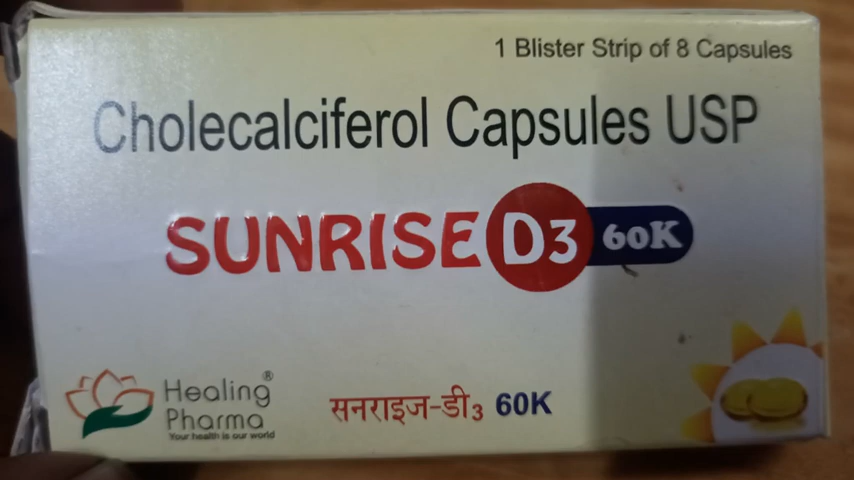 1 Blister Strip of 8 Capsules
Cholecalciferol Capsules USP
SUNRISE D3 60K
Healing®
Pharma
Your health is our world
सनराइज-डी₃ 60K